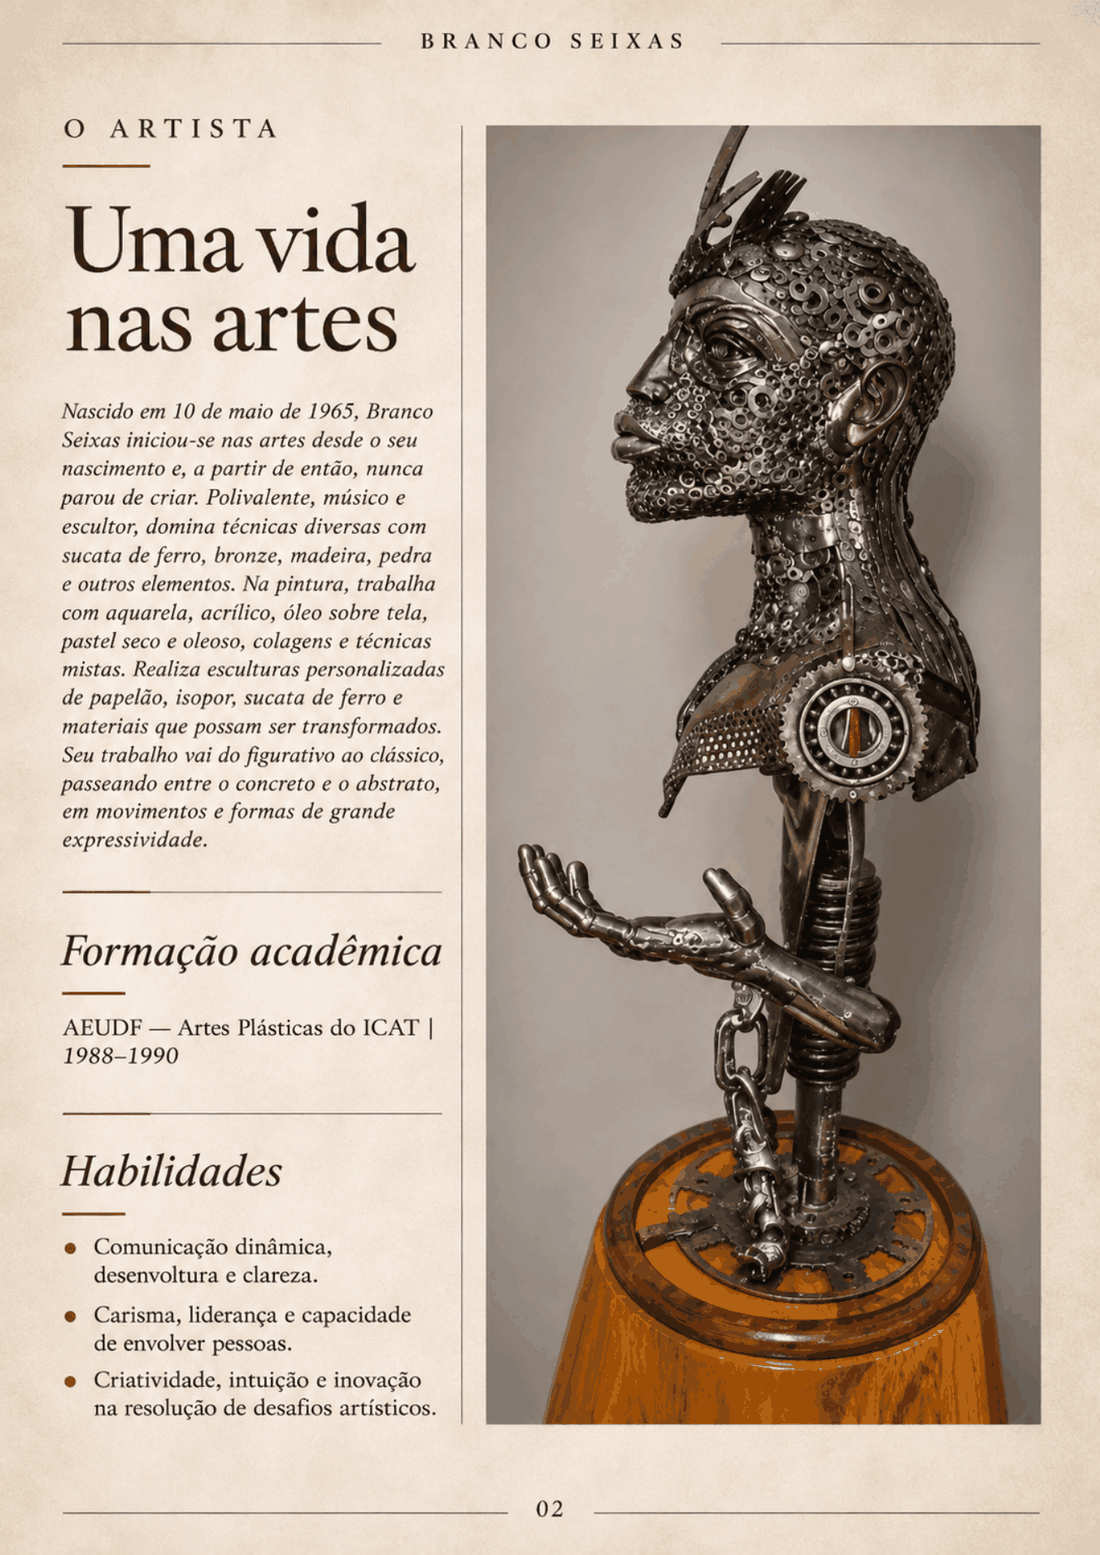 BRANCO SEIXAS
O ARTISTA
Uma vida
nas artes
Nascido em 10 de maio de 1965, Branco
Seixas iniciou-se nas artes desde o seu
nascimento e, a partir de então, nunca
parou de criar. Polivalente, músico e
escultor, domina técnicas diversas com
sucata de ferro, bronze, madeira, pedra
e outros elementos. Na pintura, trabalha
com aquarela, acrílico, óleo sobre tela,
pastel seco e oleoso, colagens e técnicas
mistas. Realiza esculturas personalizadas
de papelão, isopor, sucata de ferro e
materiais que possam ser transformados.
Seu trabalho vai do figurativo ao clássico,
passeando entre o concreto e o abstrato,
em movimentos e formas de grande
expressividade.
Formação acadêmica
AEUDF — Artes Plásticas do ICAT |
1988–1990
Habilidades
• Comunicação dinâmica,
desenvoltura e clareza.
• Carisma, liderança e capacidade
de envolver pessoas.
• Criatividade, intuição e inovação
na resolução de desafios artísticos.
02